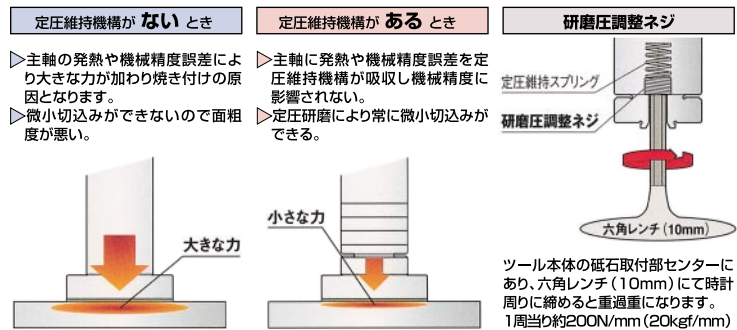 定圧維持機構が ない とき
▷主軸の発熱や機械精度誤差によ
り大きな力が加わり焼き付けの原
因となります。
▷微小切込みができないので面粗
度が悪い。
大きな力
定圧維持機構が ある とき
▷主軸に発熱や機械精度誤差を定
圧維持機構が吸収し機械精度に
影響されない。
▷定圧研磨により常に微小切込みが
できる。
小さな力
研磨圧調整ネジ
定圧維持スプリング
研磨圧調整ネジ
六角レンチ(10mm)
ツール本体の砥石取付部センターに
あり、六角レンチ(10mm)にて時計
周りに締めると重過重になります。
1周当り約200N/mm(20kgf/mm)